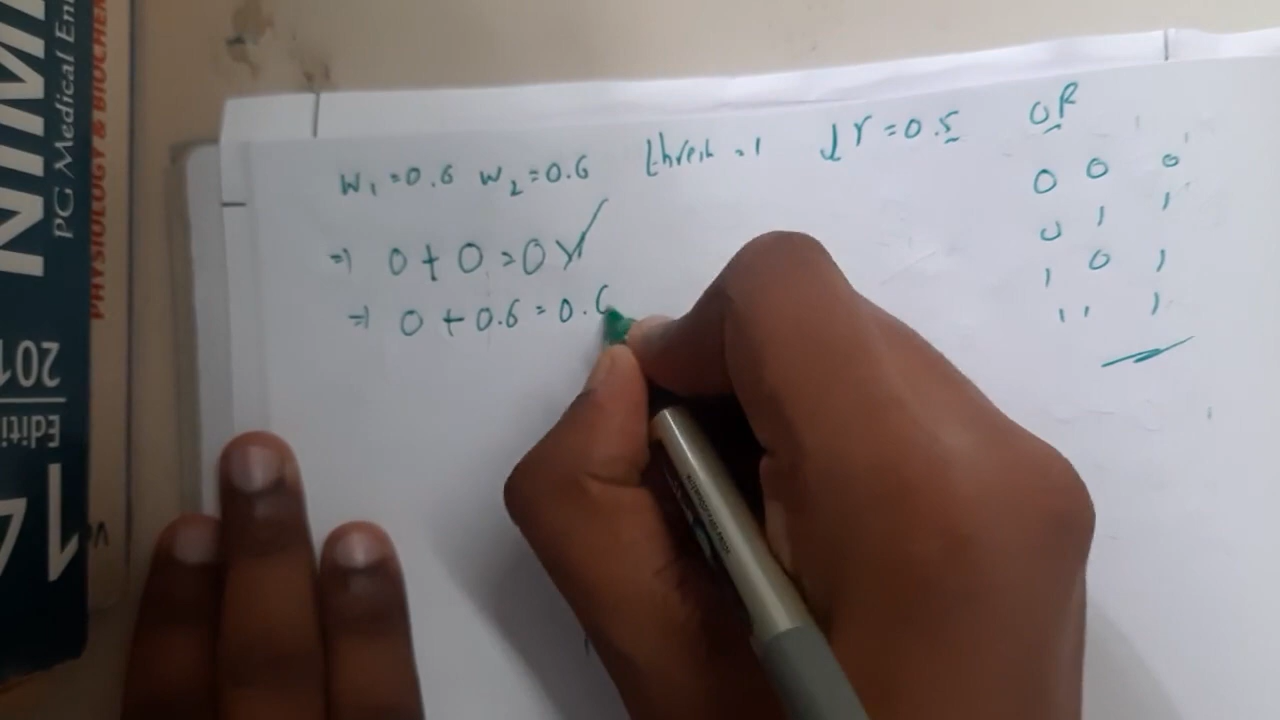 W1 = 0.6 W2 = 0.6 thresh = 1 LR = 0.5
⇒ 0 + 0 = 0
⇒ 0 + 0.6 = 0.6
OR
0 0 0
0 1 1
1 0 1
1 1 1
PG Medical En
PHYSIOLOGY & BIOCHEM
201
Editi